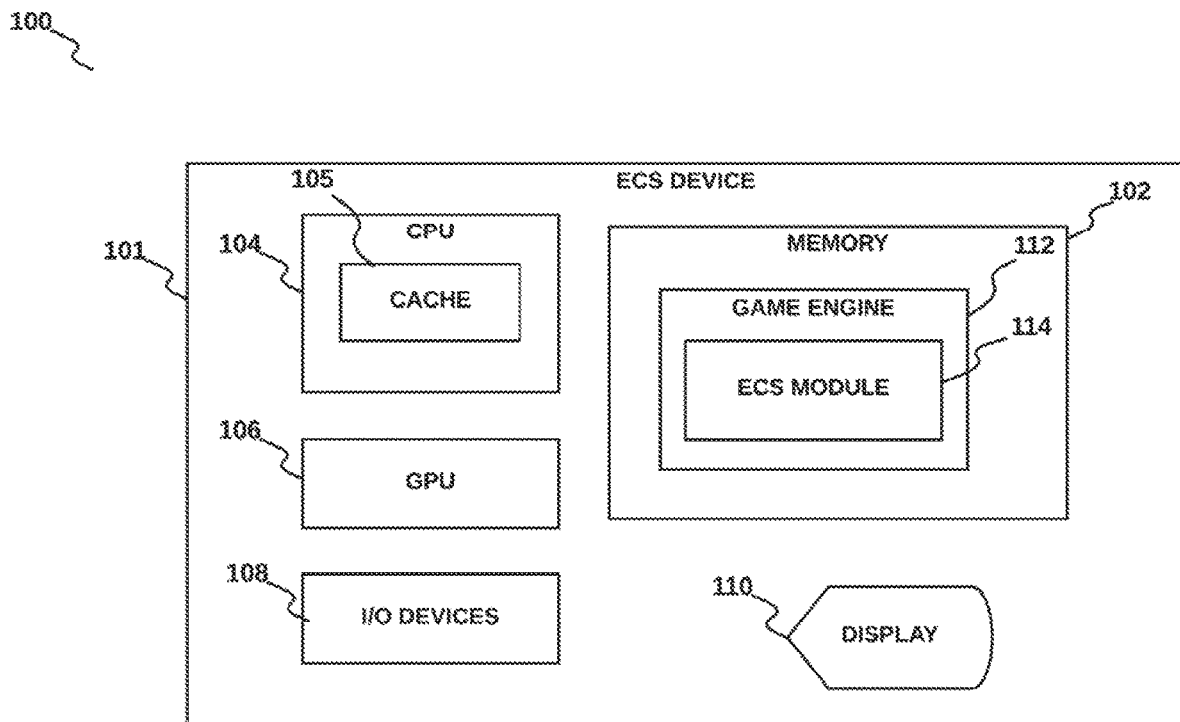 100
ECS DEVICE
105
102
CPU
101
104
MEMORY
112
CACHE
GAME ENGINE
114
ECS MODULE
106
GPU
108
110
I/O DEVICES
DISPLAY